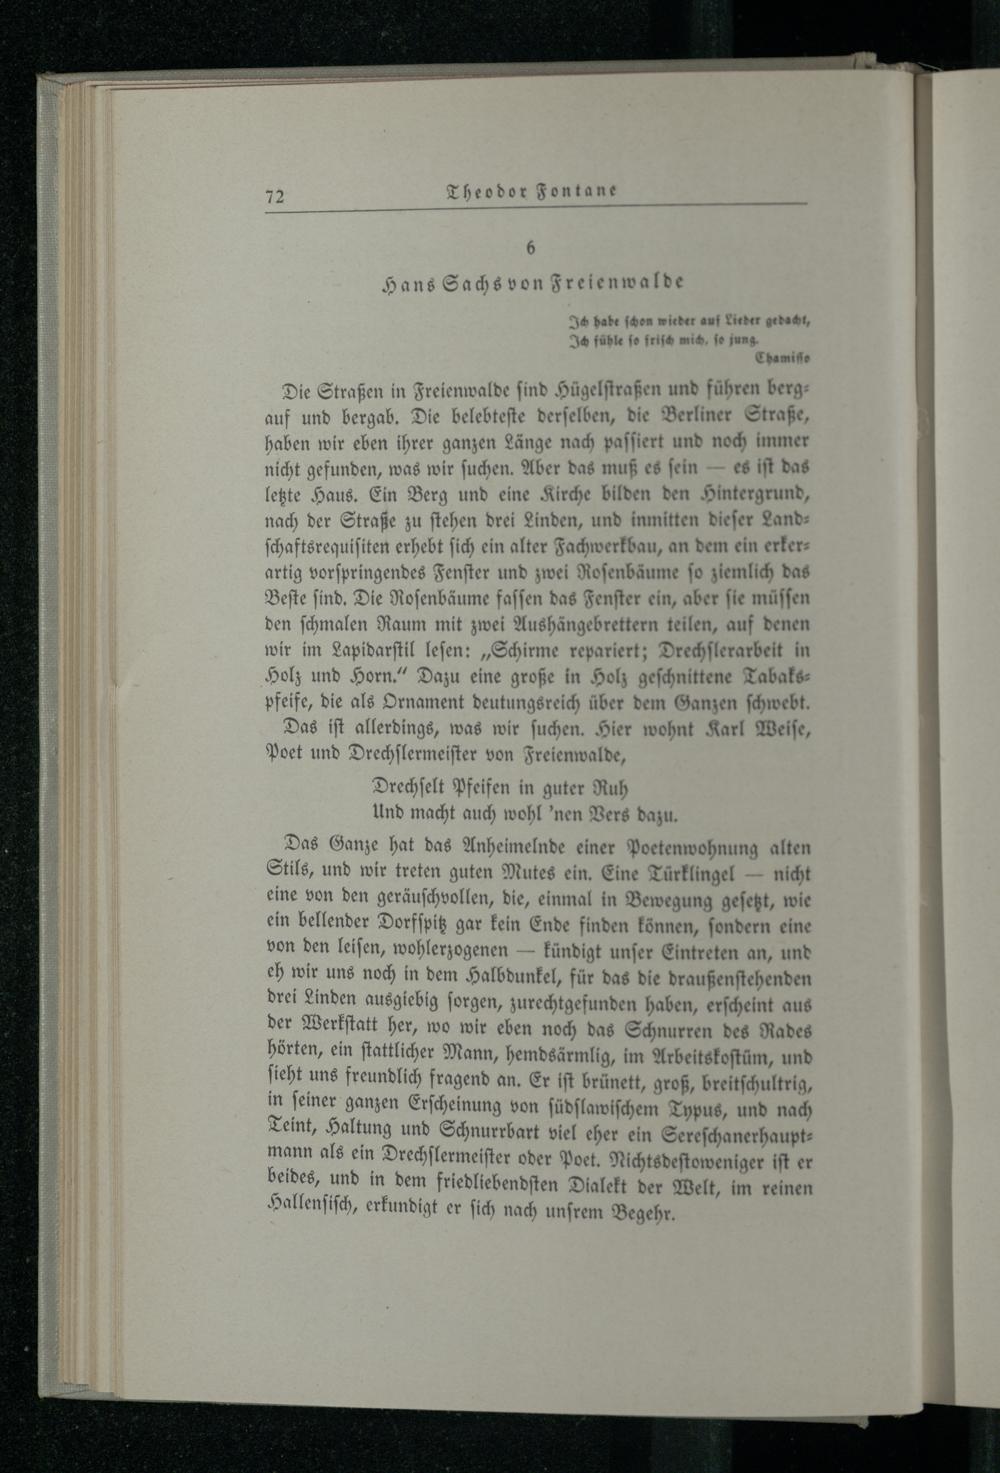 72
Theodor Fontane
6
Hans Sachs von Freienwalde
Ich habe schon wieder auf Lieder gedacht,
Ich fühle so frisch mich, so jung.
Chamisso
Die Straßen in Freienwalde sind Hügelstraßen und führen berg-
auf und bergab. Die belebteste derselben, die Berliner Straße,
haben wir eben ihrer ganzen Länge nach passiert und noch immer
nicht gefunden, was wir suchen. Aber das muß es sein — es ist das
letzte Haus. Ein Berg und eine Kirche bilden den Hintergrund,
nach der Straße zu stehen drei Linden, und inmitten dieser Land-
schaftsrequisiten erhebt sich ein alter Fachwerkbau, an dem ein erker-
artig vorspringendes Fenster und zwei Rosenbäume so ziemlich das
Beste sind. Die Rosenbäume fassen das Fenster ein, aber sie müssen
den schmalen Raum mit zwei Aushängebrettern teilen, auf denen
wir im Lapidarstil lesen: „Schirme repariert; Drechslerarbeit in
Holz und Horn.“ Dazu eine große in Holz geschnittene Tabaks-
pfeife, die als Ornament deutungsreich über dem Ganzen schwebt.
Das ist allerdings, was wir suchen. Hier wohnt Karl Weise,
Poet und Drechslermeister von Freienwalde,
Drechselt Pfeifen in guter Ruh
Und macht auch wohl 'nen Vers dazu.
Das Ganze hat das Anheimelnde einer Poetenwohnung alten
Stils, und wir treten guten Mutes ein. Eine Türklingel — nicht
eine von den geräuschvollen, die, einmal in Bewegung gesetzt, wie
ein bellender Dorfspitz gar kein Ende finden können, sondern eine
von den leisen, wohlerzogenen — kündigt unser Eintreten an, und
eh wir uns noch in dem Halbdunkel, für das die draußenstehenden
drei Linden ausgiebig sorgen, zurechtgefunden haben, erscheint aus
der Werkstatt her, wo wir eben noch das Schnurren des Rades
hörten, ein stattlicher Mann, hemdsärmlig, im Arbeitskostüm, und
sieht uns freundlich fragend an. Er ist brünett, groß, breitschultrig,
in seiner ganzen Erscheinung von südslawischem Typus, und nach
Teint, Haltung und Schnurrbart viel eher ein Sereschanerhaupt-
mann als ein Drechslermeister oder Poet. Nichtsdestoweniger ist er
beides, und in dem friedliebendsten Dialekt der Welt, im reinen
Hallensisch, erkundigt er sich nach unsrem Begehr.